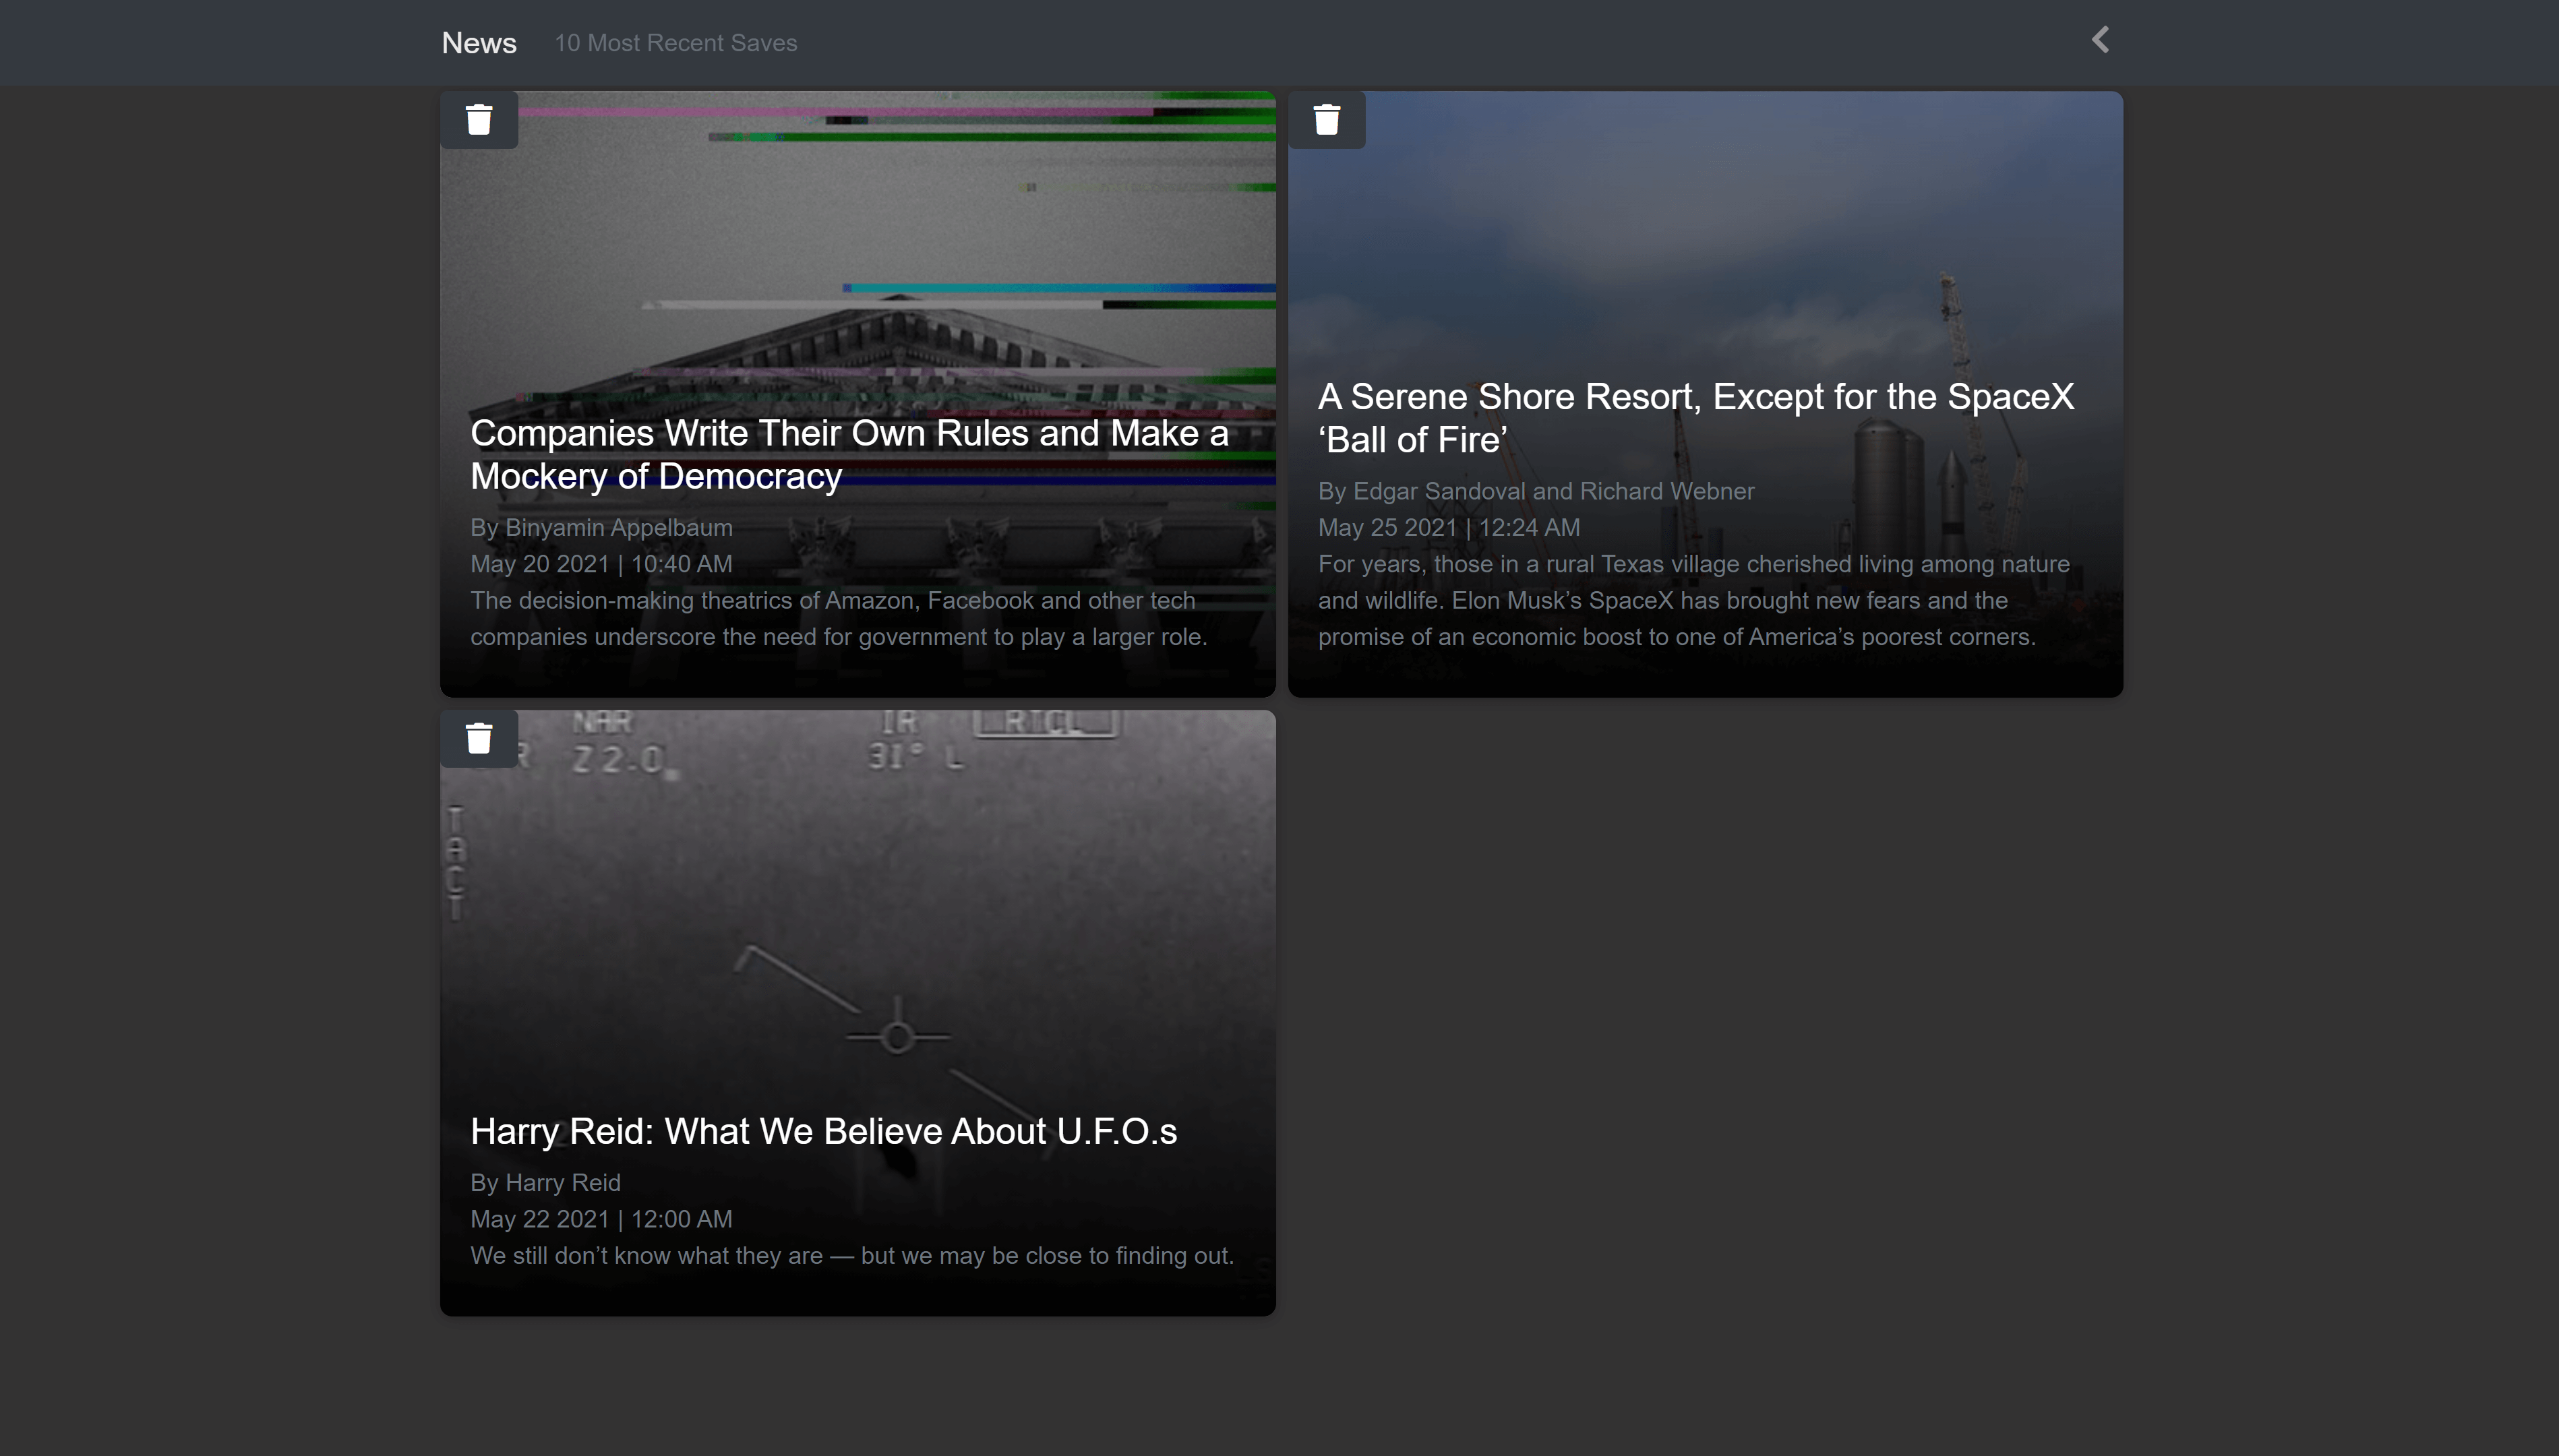 News
10 Most Recent Saves
Companies Write Their Own Rules and Make a
Mockery of Democracy
By Binyamin Appelbaum
May 20 2021 | 10:40 AM
The decision-making theatrics of Amazon, Facebook and other tech
companies underscore the need for government to play a larger role.
A Serene Shore Resort, Except for the SpaceX
‘Ball of Fire’
By Edgar Sandoval and Richard Webner
May 25 2021 | 12:24 AM
For years, those in a rural Texas village cherished living among nature
and wildlife. Elon Musk’s SpaceX has brought new fears and the
promise of an economic boost to one of America’s poorest corners.
NAR
IR
RTCL
Z 2.0
31° L
TACT
Harry Reid: What We Believe About U.F.O.s
By Harry Reid
May 22 2021 | 12:00 AM
We still don’t know what they are — but we may be close to finding out.